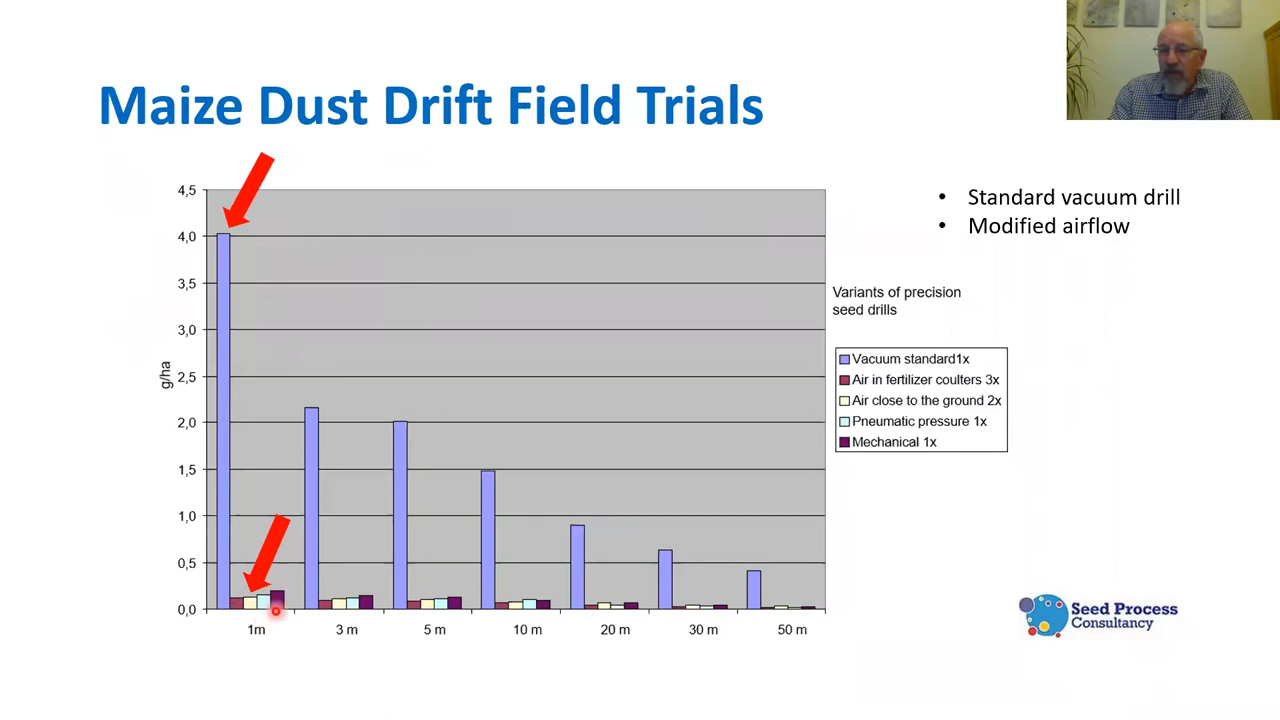 Maize Dust Drift Field Trials
• Standard vacuum drill
• Modified airflow
4,5
4,0
3,5
3,0
2,5
2,0
1,5
1,0
0,5
0,0
g/ha
1m
3 m
5 m
10 m
20 m
30 m
50 m
Variants of precision
seed drills
Vacuum standard1x
Air in fertilizer coulters 3x
Air close to the ground 2x
Pneumatic pressure 1x
Mechanical 1x
Seed Process
Consultancy